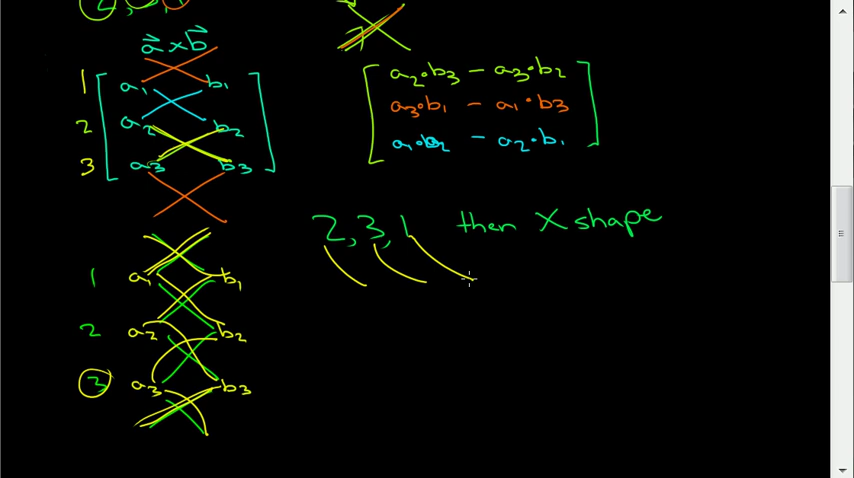 2,
a⃗ × b⃗
1 a₁ b₁
2 a₂ b₂
3 a₃ b₃
a₂·b₃ − a₃·b₂
a₃·b₁ − a₁·b₃
a₁·b₂ − a₂·b₁
2,3,1 then X shape
1 a₁ b₁
2 a₂ b₂
3 a₃ b₃